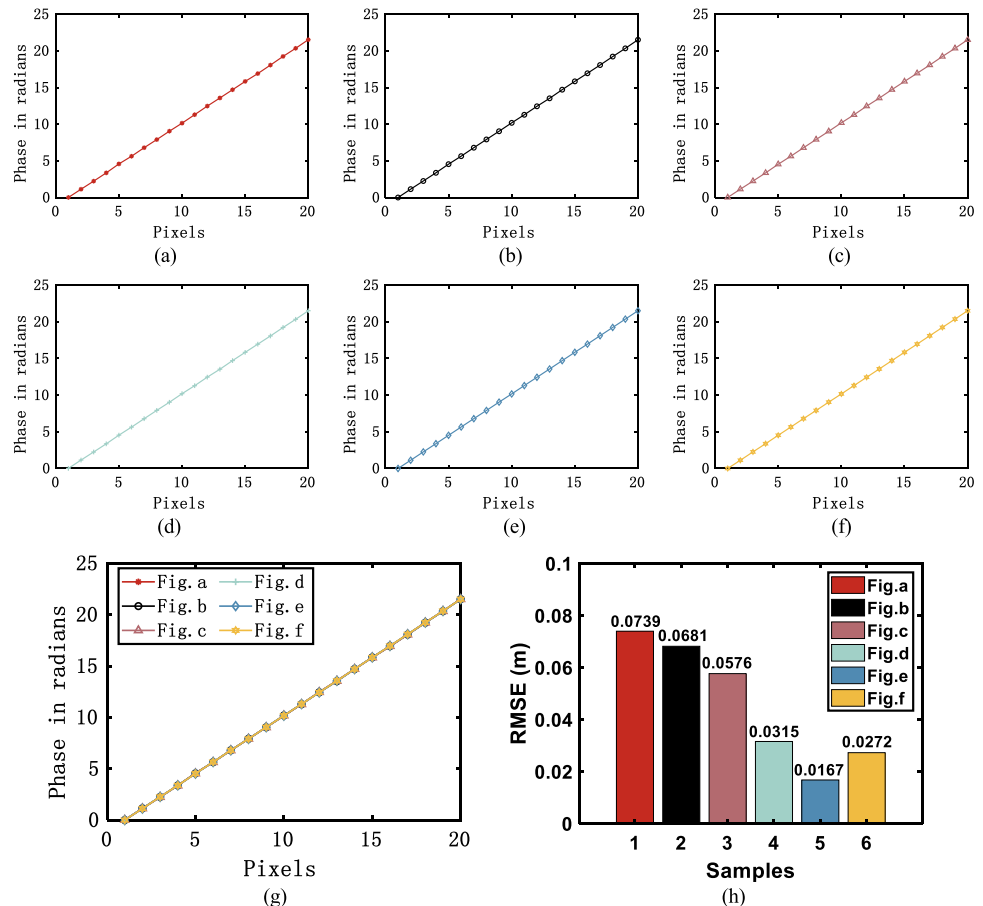 25
20
15
10
5
0
Phase in radians
0 5 10 15 20
Pixels
(a)
25
20
15
10
5
0
Phase in radians
0 5 10 15 20
Pixels
(b)
25
20
15
10
5
0
Phase in radians
0 5 10 15 20
Pixels
(c)
25
20
15
10
5
0
Phase in radians
0 5 10 15 20
Pixels
(d)
25
20
15
10
5
0
Phase in radians
0 5 10 15 20
Pixels
(e)
25
20
15
10
5
0
Phase in radians
0 5 10 15 20
Pixels
(f)
25
20
15
10
5
0
Phase in radians
Fig.a Fig.d
Fig.b Fig.e
Fig.c Fig.f
0 5 10 15 20
Pixels
(g)
0.1
0.08
0.06
0.04
0.02
0
RMSE (m)
0.0739
0.0681
0.0576
0.0315
0.0167
0.0272
Fig.a
Fig.b
Fig.c
Fig.d
Fig.e
Fig.f
1 2 3 4 5 6
Samples
(h)